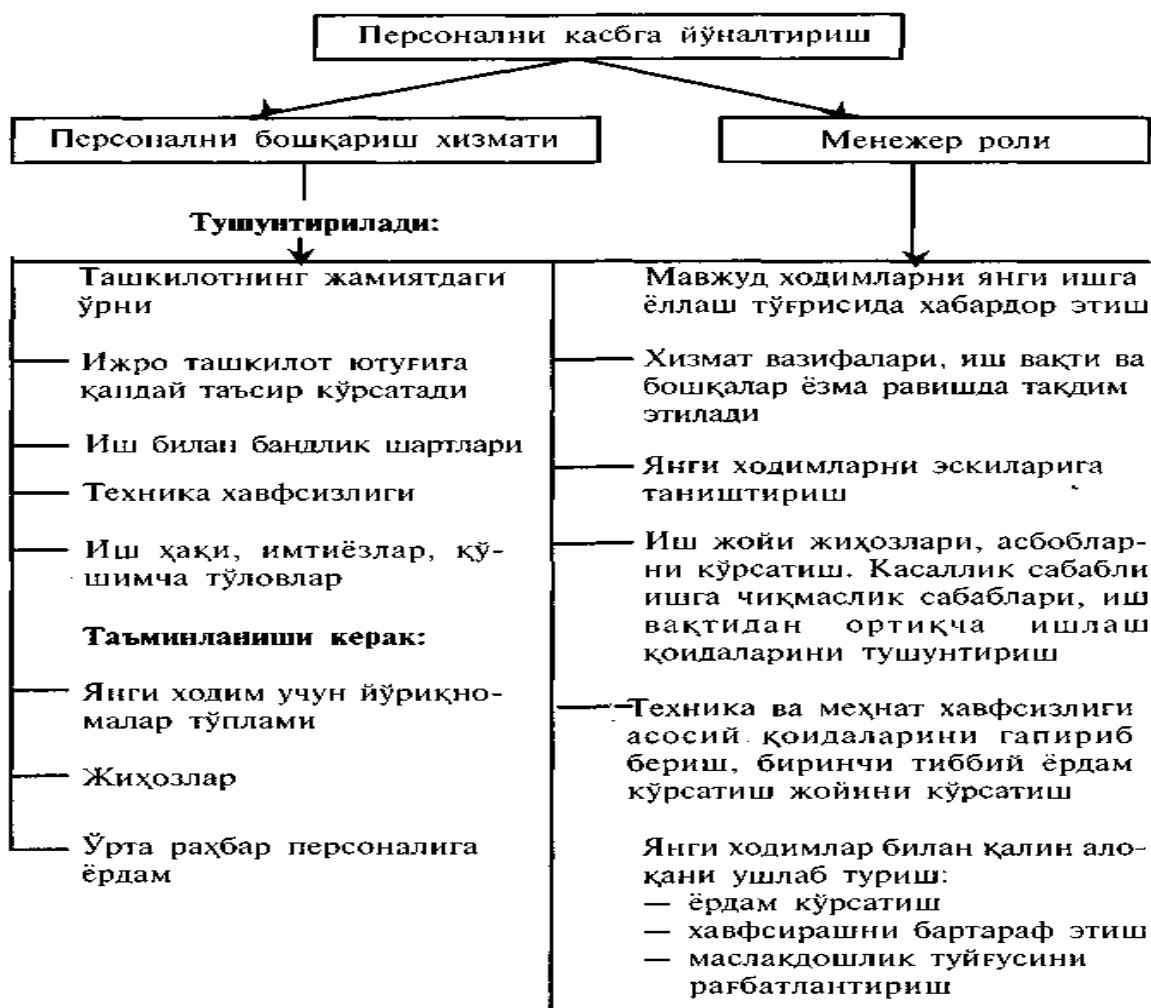 Персонални касбга йўналтириш
Персонални бошқариш хизмати
Менежер роли
Тушунтирилади:
Ташкилотнинг жамиятдаги
ўрни
Ижро ташкилот ютуғига
қандай таъсир кўрсатади
Иш билан бандлик шартлари
Техника хавфсизлиги
Иш ҳақи, имтиёзлар, қў-
шимча тўловлар
Таъминланиши керак:
Янги ходим учун йўриқно-
малар тўплами
Жиҳозлар
Ўрта раҳбар персоналига
ёрдам
Мавжуд ходимларни янги ишга
ёллаш тўғрисида хабардор этиш
Хизмат вазифалари, иш вақти ва
бошқалар ёзма равишда тақдим
этилади
Янги ходимларни эскиларига
таништириш
Иш жойи жиҳозлари, асбоблар-
ни кўрсатиш. Касаллик сабабли
ишга чиқмаслик сабаблари, иш
вақтидан ортиқча ишлаш
қоидаларини тушунтириш
Техника ва меҳнат хавфсизлиги
асосий қоидаларини гапириб
бериш, биринчи тиббий ёрдам
кўрсатиш жойини кўрсатиш
Янги ходимлар билан қалин ало-
қани ушлаб туриш:
— ёрдам кўрсатиш
— хавфсирашни бартараф этиш
— маслакдошлик туйғусини
рағбатлантириш